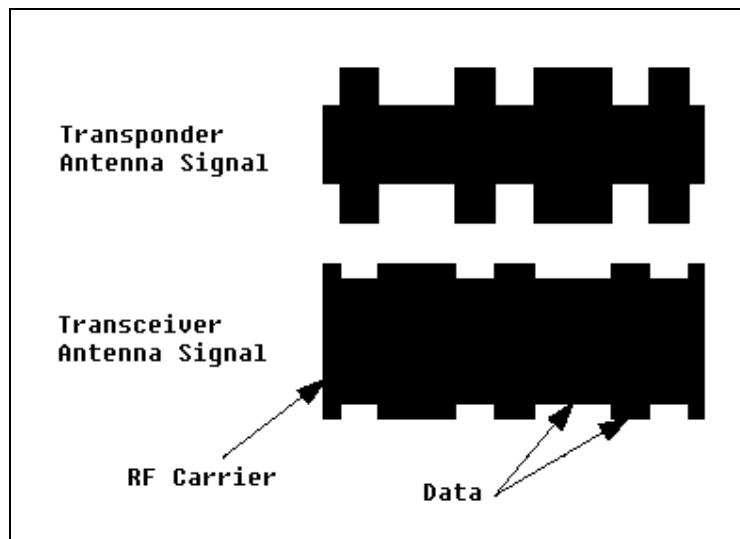 Transponder
Antenna Signal
Transceiver
Antenna Signal
RF Carrier
Data